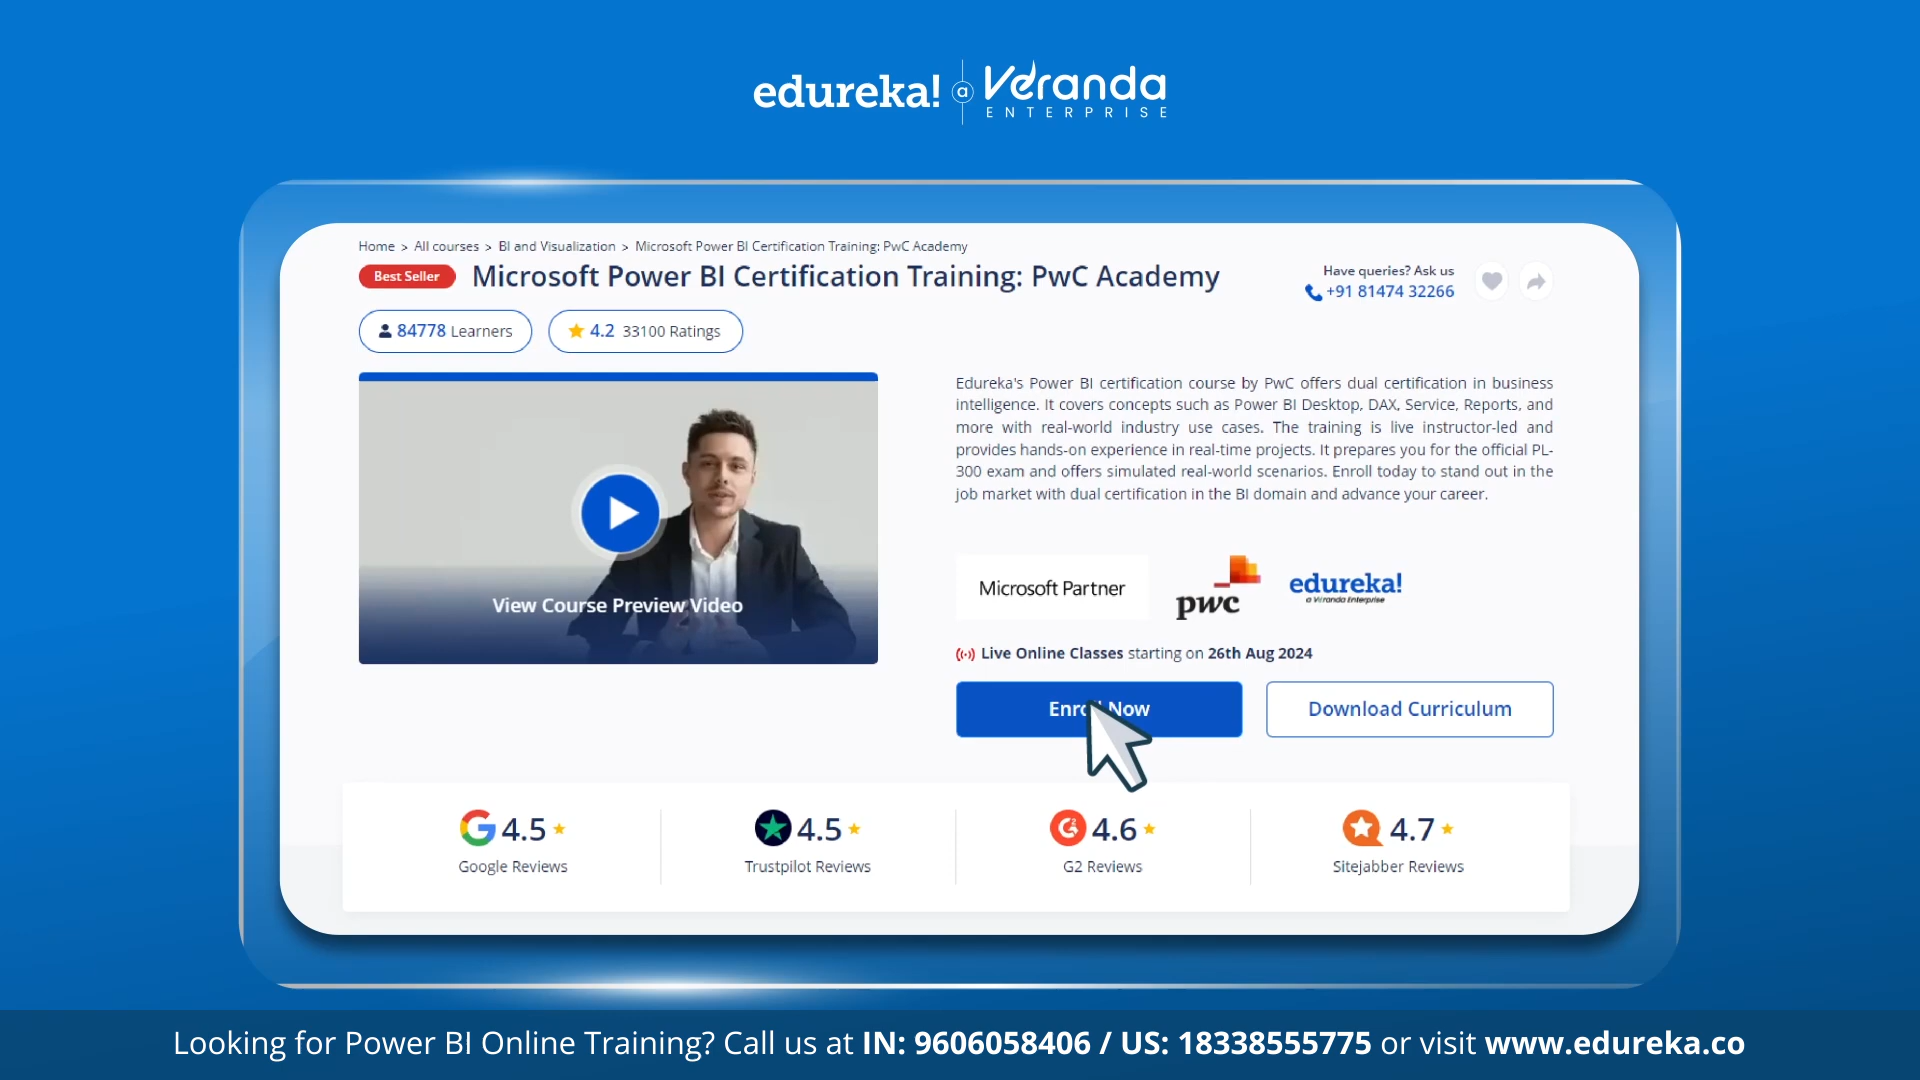 edureka! a Veranda
ENTERPRISE
Home > All courses > BI and Visualization > Microsoft Power BI Certification Training: PwC Academy
Best Seller Microsoft Power BI Certification Training: PwC Academy
Have queries? Ask us
+91 81474 32266
84778 Learners
4.2 33100 Ratings
View Course Preview Video
Edureka's Power BI certification course by PwC offers dual certification in business
intelligence. It covers concepts such as Power BI Desktop, DAX, Service, Reports, and
more with real-world industry use cases. The training is live instructor-led and
provides hands-on experience in real-time projects. It prepares you for the official PL-
300 exam and offers simulated real-world scenarios. Enroll today to stand out in the
job market with dual certification in the BI domain and advance your career.
Microsoft Partner
pwc
edureka!
a Veranda Enterprise
Live Online Classes starting on 26th Aug 2024
Enroll Now
Download Curriculum
4.5
Google Reviews
4.5
Trustpilot Reviews
4.6
G2 Reviews
4.7
Sitejabber Reviews
Looking for Power BI Online Training? Call us at IN: 9606058406 / US: 18338555775 or visit www.edureka.co